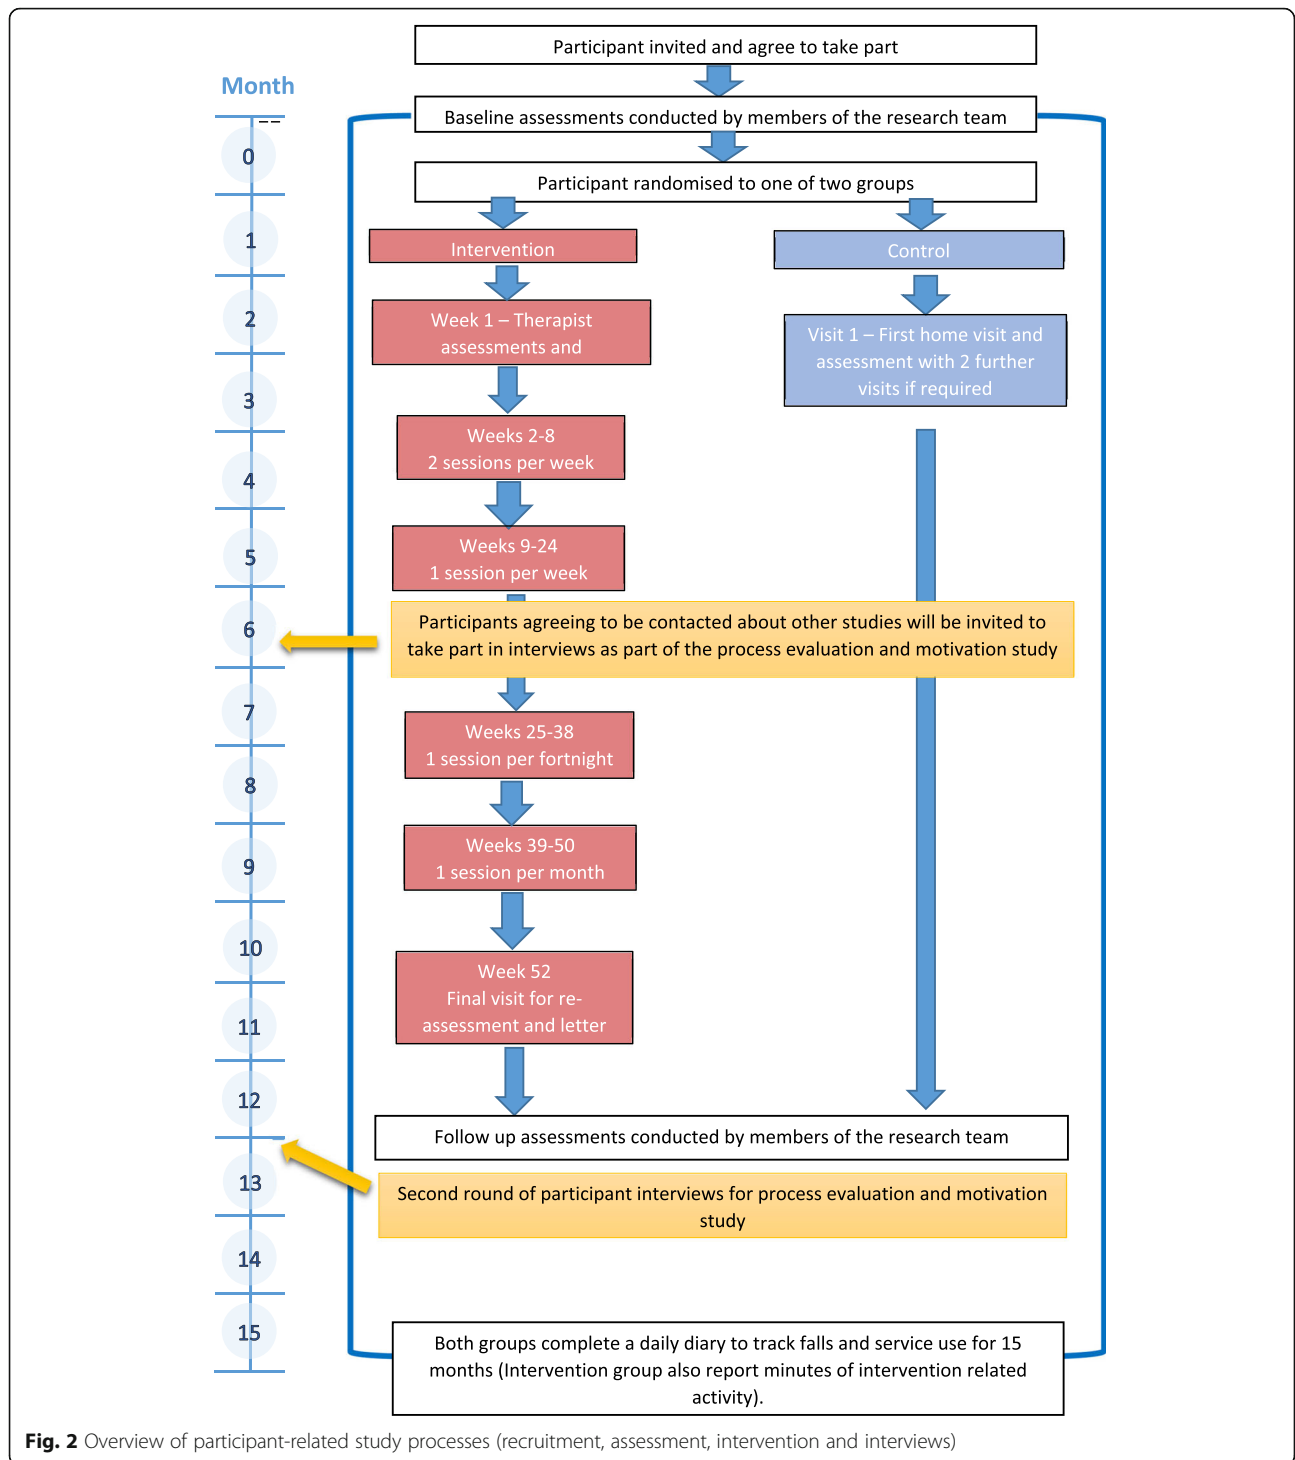 Participant invited and agree to take part
Month
Baseline assessments conducted by members of the research team
0
Participant randomised to one of two groups
1
Intervention
Control
2
Week 1 – Therapist
assessments and
Visit 1 – First home visit and
assessment with 2 further
visits if required
3
Weeks 2-8
2 sessions per week
4
Weeks 9-24
1 session per week
5
Participants agreeing to be contacted about other studies will be invited to
take part in interviews as part of the process evaluation and motivation study
6
7
Weeks 25-38
1 session per fortnight
8
Weeks 39-50
1 session per month
9
10
Week 52
Final visit for re-
assessment and letter
11
12
Follow up assessments conducted by members of the research team
13
Second round of participant interviews for process evaluation and motivation
study
14
15
Both groups complete a daily diary to track falls and service use for 15
months (Intervention group also report minutes of intervention related
activity).
Fig. 2 Overview of participant-related study processes (recruitment, assessment, intervention and interviews)